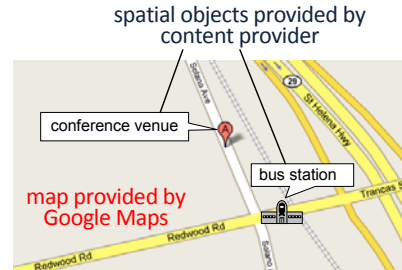 spatial objects provided by
content provider
Solano Ave
29
St Helena Hwy
conference venue
A
bus station
map provided by
Google Maps
Trancas S
Redwood Rd
Redwood Rd
Solano A